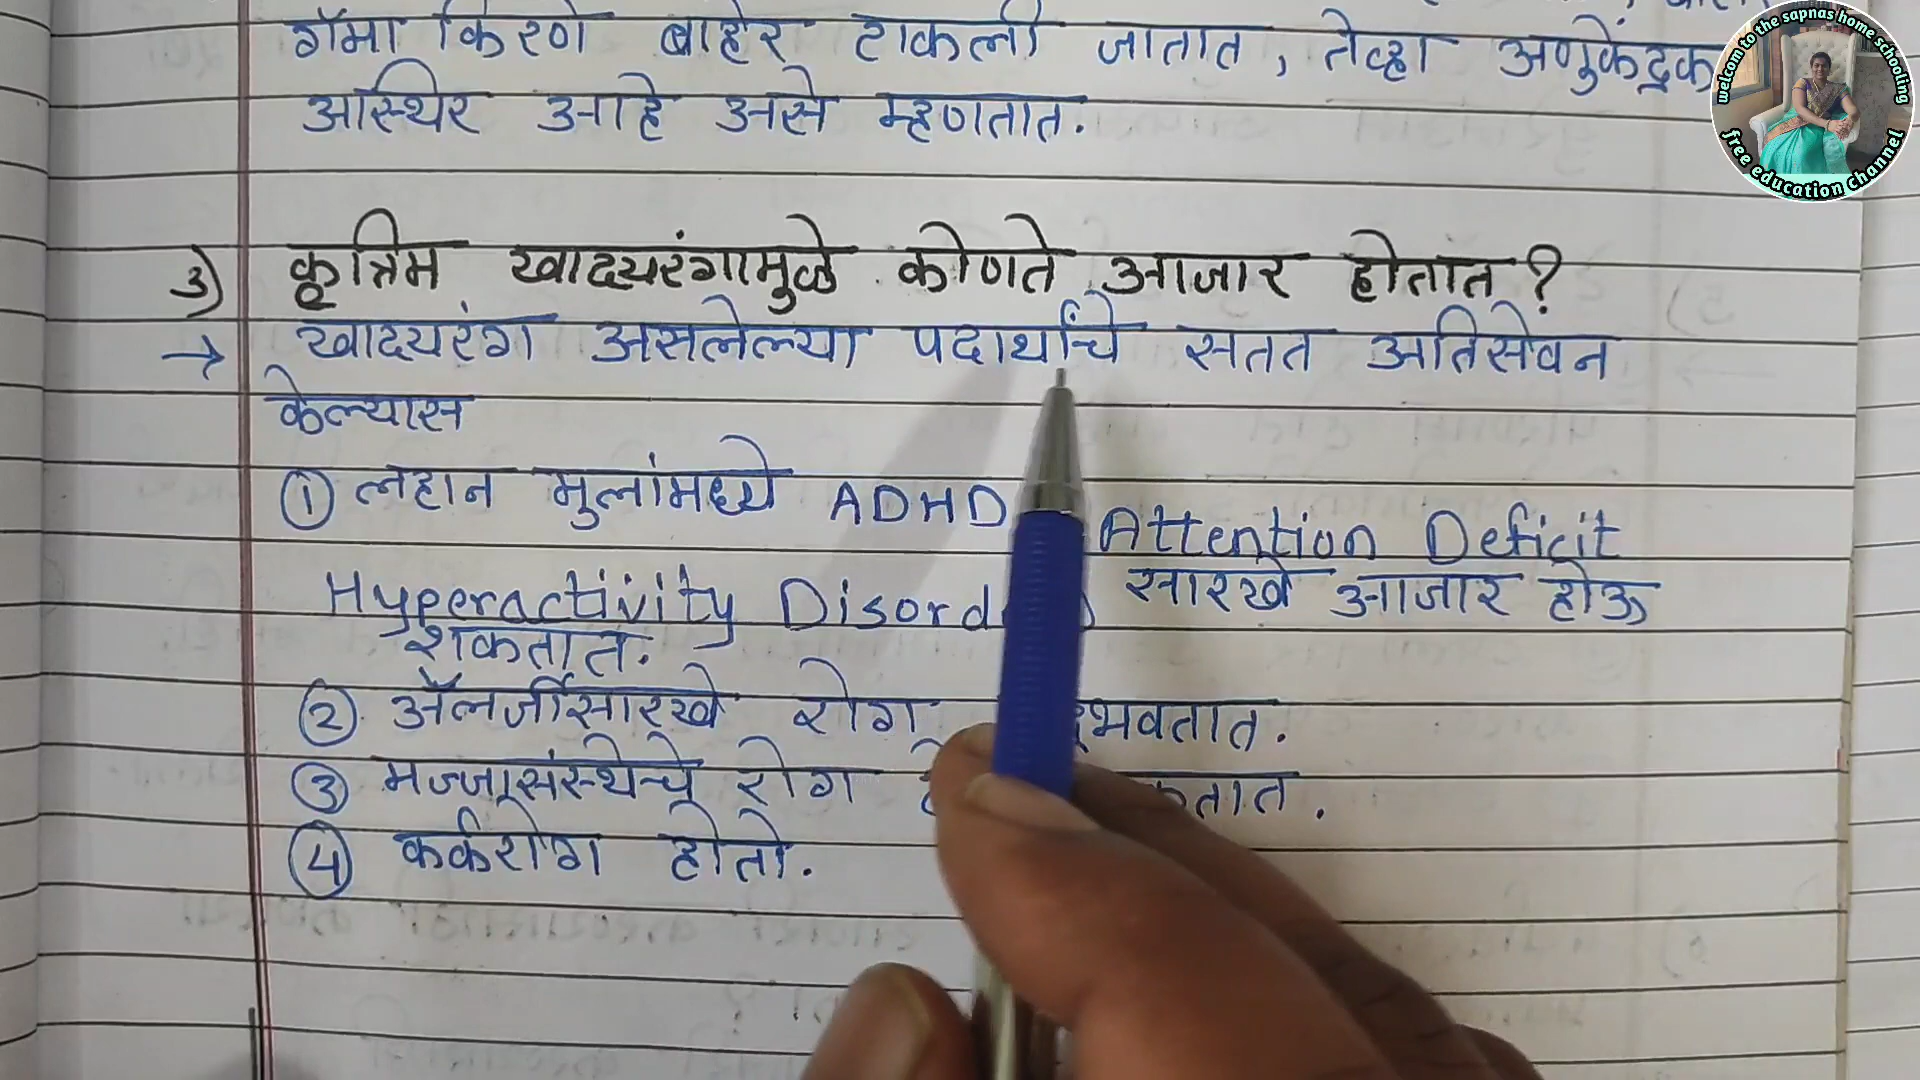 गॅमा किरणे बाहेर टाकली जातात, तेव्हा अणुकेंद्रक
अस्थिर आहे असे म्हणतात.
3) कृत्रिम खाद्यरंगामुळे कोणते आजार होतात?
→ खाद्यरंग असलेल्या पदार्थांचे सतत अतिसेवन
केल्यास
① लहान मुलांमध्ये ADHD Attention Deficit
Hyperactivity सारखे आजार होऊ
शकतात.
② अॅलर्जीसारखे रोग
③ मज्जासंस्थेचे रोग
④ कर्करोग होतो.
welcom to the sapnas home schooling
free education channel